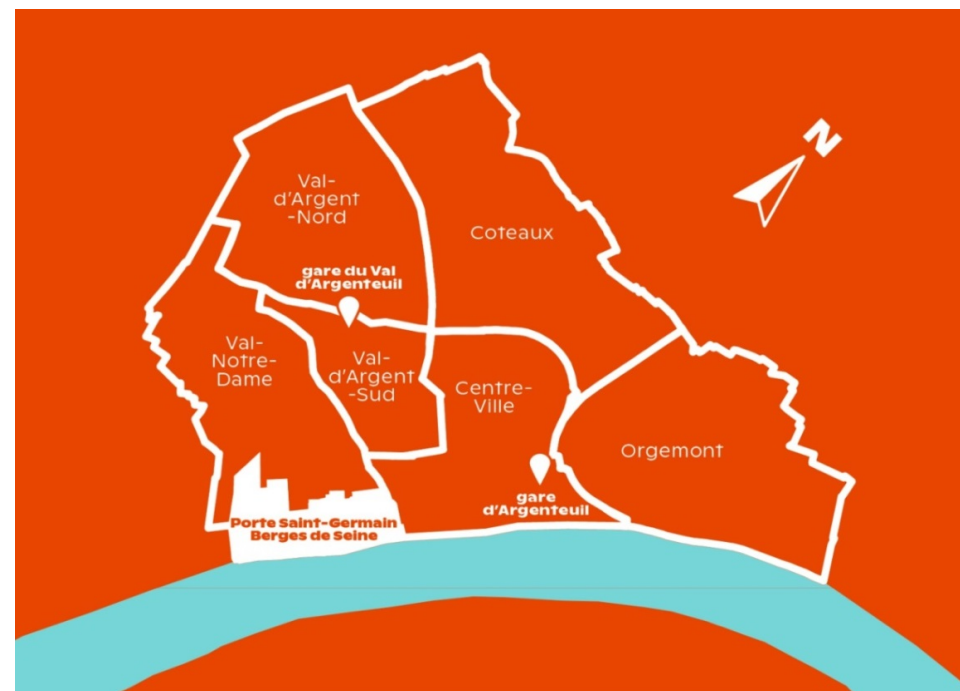 N
Val-
d'Argent
-Nord
Coteaux
gare du Val
d'Argenteuil
Val-
Notre-
Dame
Val-
d'Argent
-Sud
Centre-
Ville
Orgemont
gare
d'Argenteuil
Porte Saint-Germain
Berges de Seine